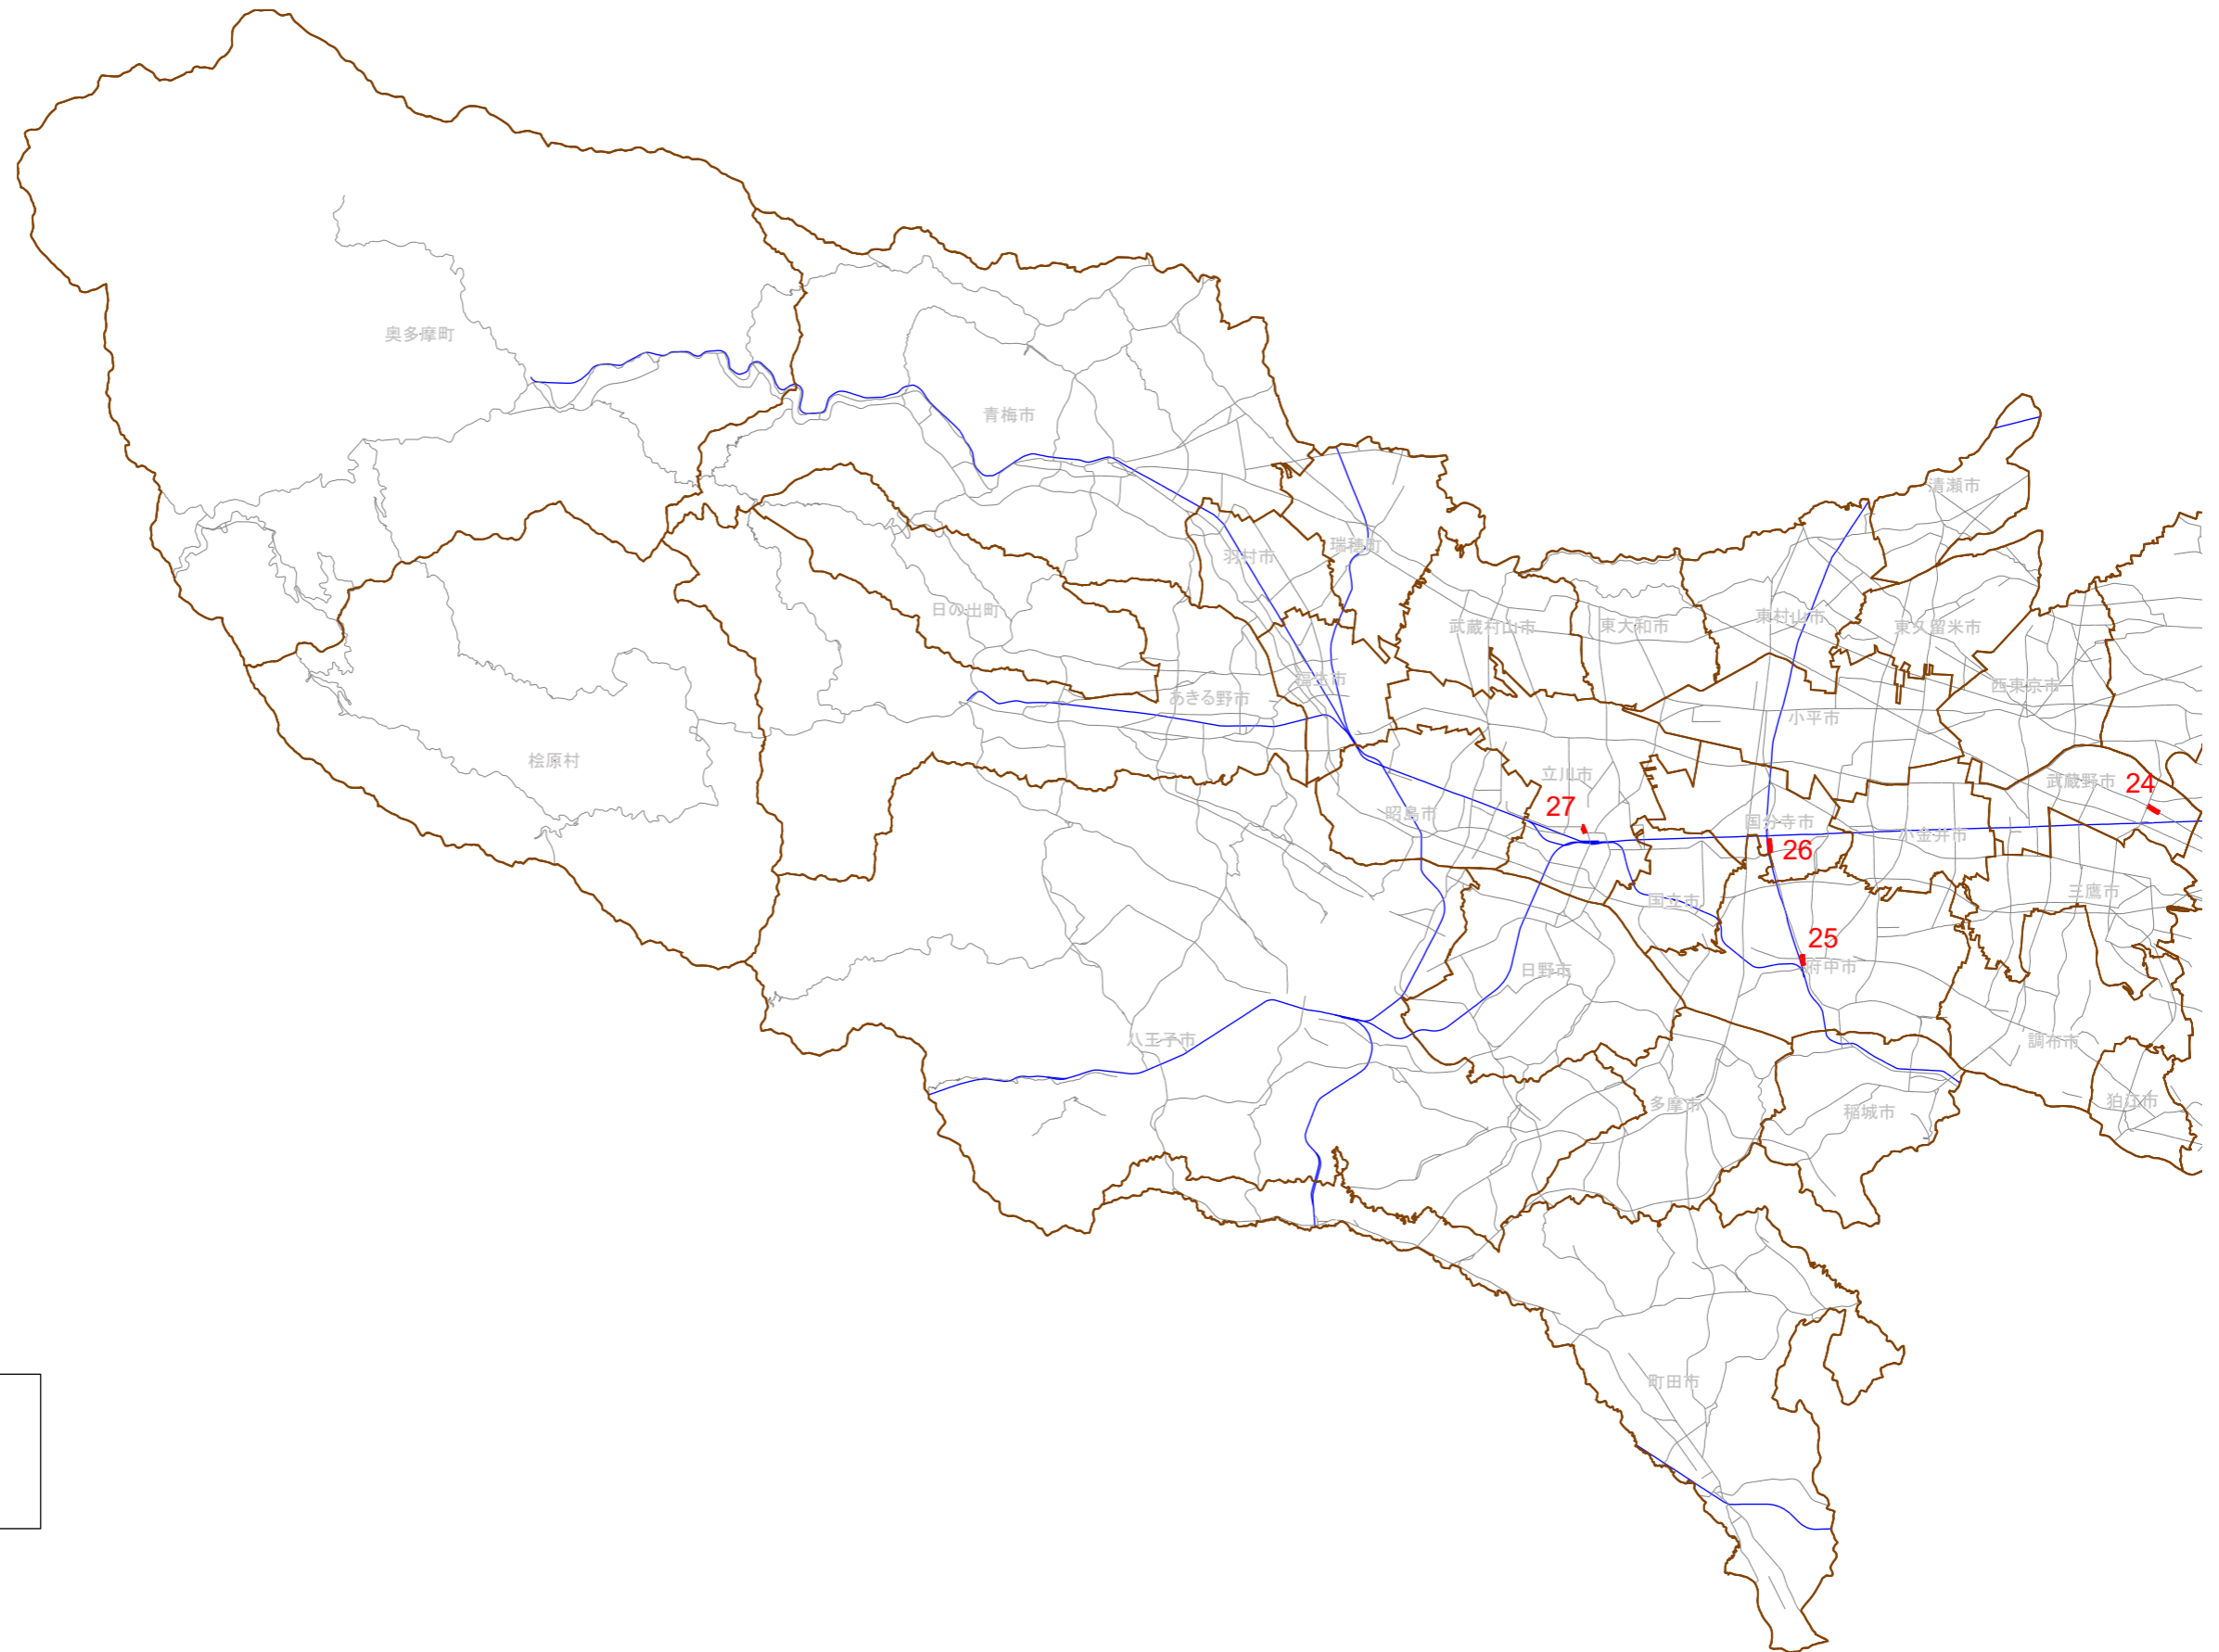 奥多摩町
青梅市
清瀬市
羽村市
瑞穂町
日の出町
武蔵村山市
東大和市
東村山市
東久留米市
福生市
あきる野市
西東京市
小平市
桧原村
立川市
武蔵野市
24
27
昭島市
国分寺市
小金井市
26
三鷹市
国立市
25
日野市
府中市
八王子市
調布市
多摩市
稲城市
狛江市
町田市